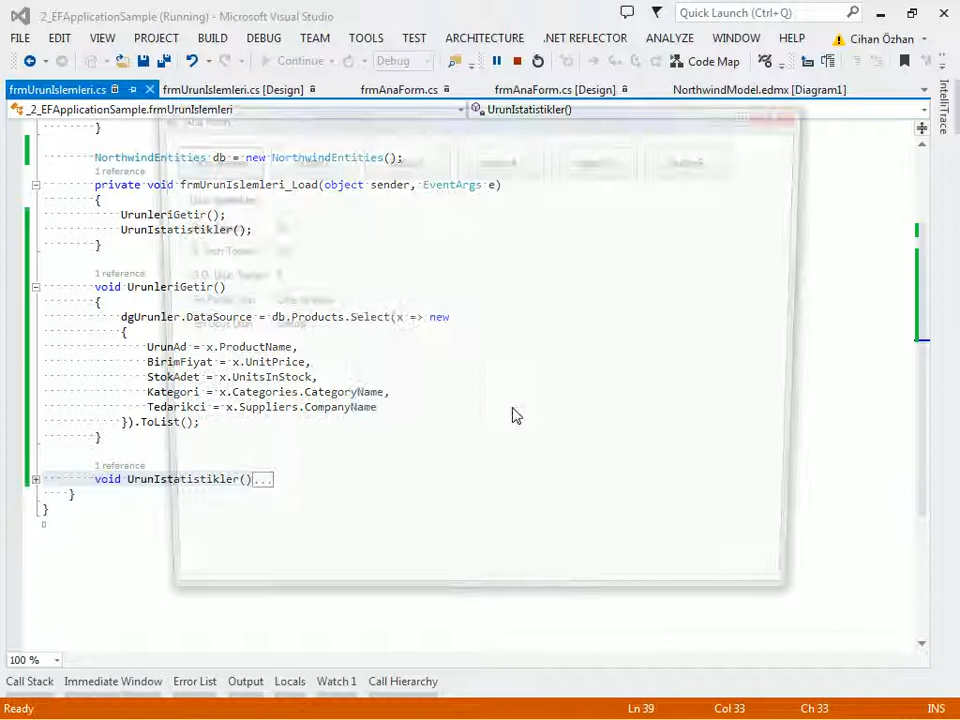 2_EFApplicationSample (Running) - Microsoft Visual Studio
Quick Launch (Ctrl+Q)
FILE EDIT VIEW PROJECT BUILD DEBUG TEAM TOOLS TEST ARCHITECTURE .NET REFLECTOR ANALYZE WINDOW HELP Cihan Özhan
Continue Debug Code Map
frmUrunIslemleri.cs frmUrunIslemleri.cs [Design] frmAnaForm.cs frmAnaForm.cs [Design] NorthwindModel.edmx [Diagram1]
IntelliTrace
_2_EFApplicationSample.frmUrunIslemleri UrunIstatistikler()
}
NorthwindEntities db = new NorthwindEntities();
1 reference
private void frmUrunIslemleri_Load(object sender, EventArgs e)
{
UrunleriGetir();
UrunIstatistikler();
}
1 reference
void UrunleriGetir()
{
dgUrunler.DataSource = db.Products.Select(x => new
{
UrunAd = x.ProductName,
BirimFiyat = x.UnitPrice,
StokAdet = x.UnitsInStock,
Kategori = x.Categories.CategoryName,
Tedarikci = x.Suppliers.CompanyName
}).ToList();
}
1 reference
void UrunIstatistikler()...
}
}
100 %
Call Stack Immediate Window Error List Output Locals Watch 1 Call Hierarchy
Ready Ln 39 Col 33 Ch 33 INS